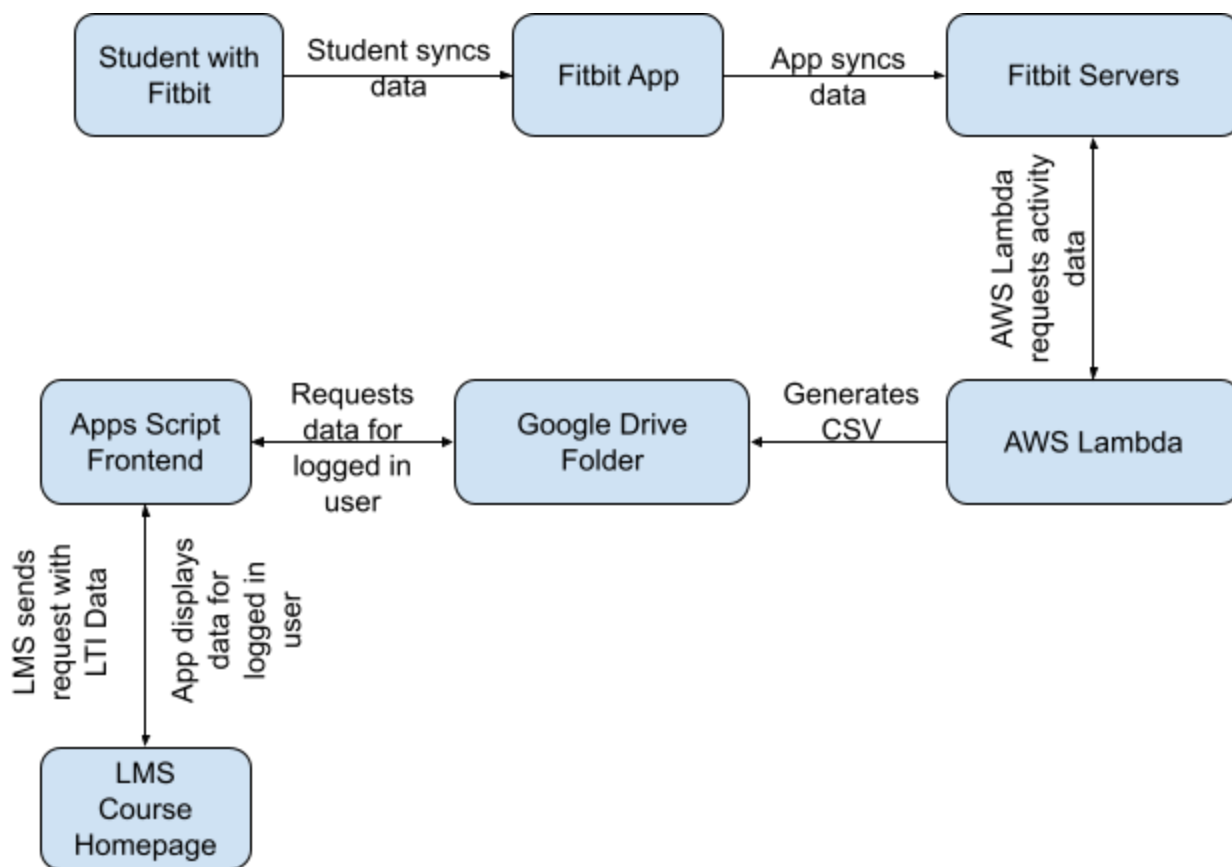 Student with
Fitbit
Student syncs
data
Fitbit App
App syncs
data
Fitbit Servers
AWS Lambda
requests activity
data
Apps Script
Frontend
Requests
data for
logged in
user
Google Drive
Folder
Generates
CSV
AWS Lambda
LMS sends
request with
LTI Data
App displays
data for
logged in
user
LMS
Course
Homepage